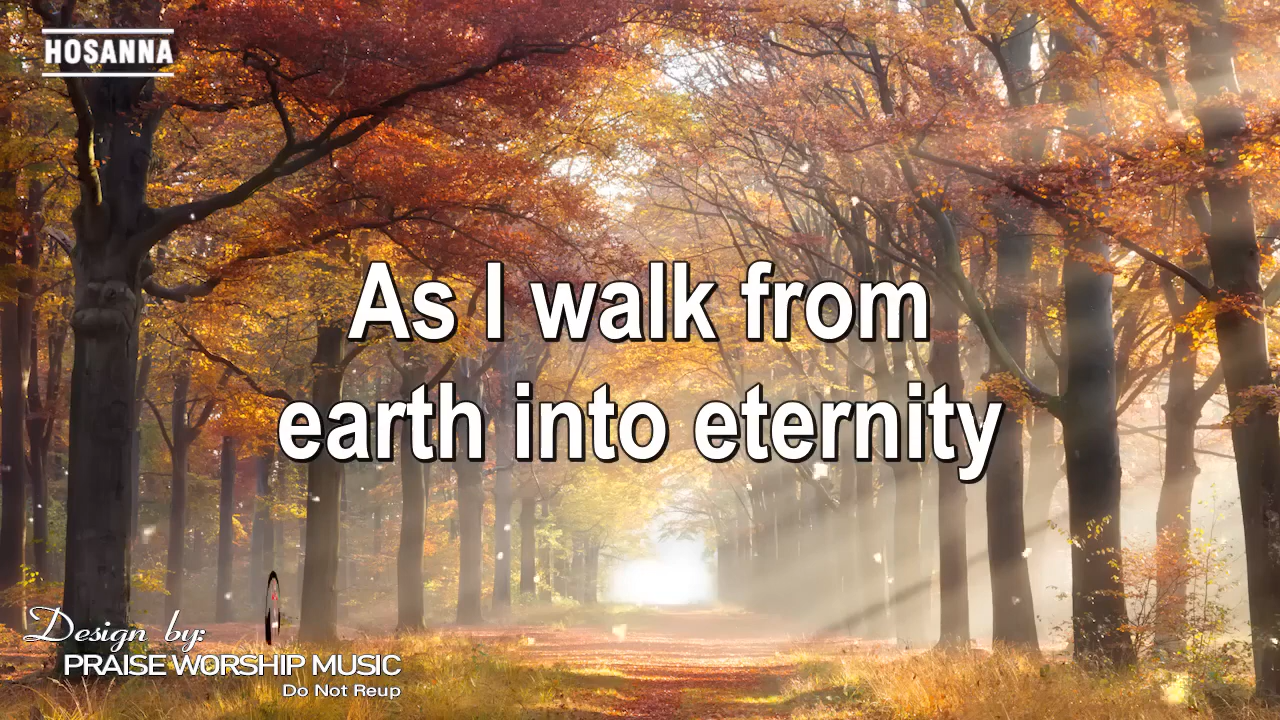 HOSANNA
As I walk from
earth into eternity
Design by:
PRAISE WORSHIP MUSIC
Do Not Reup